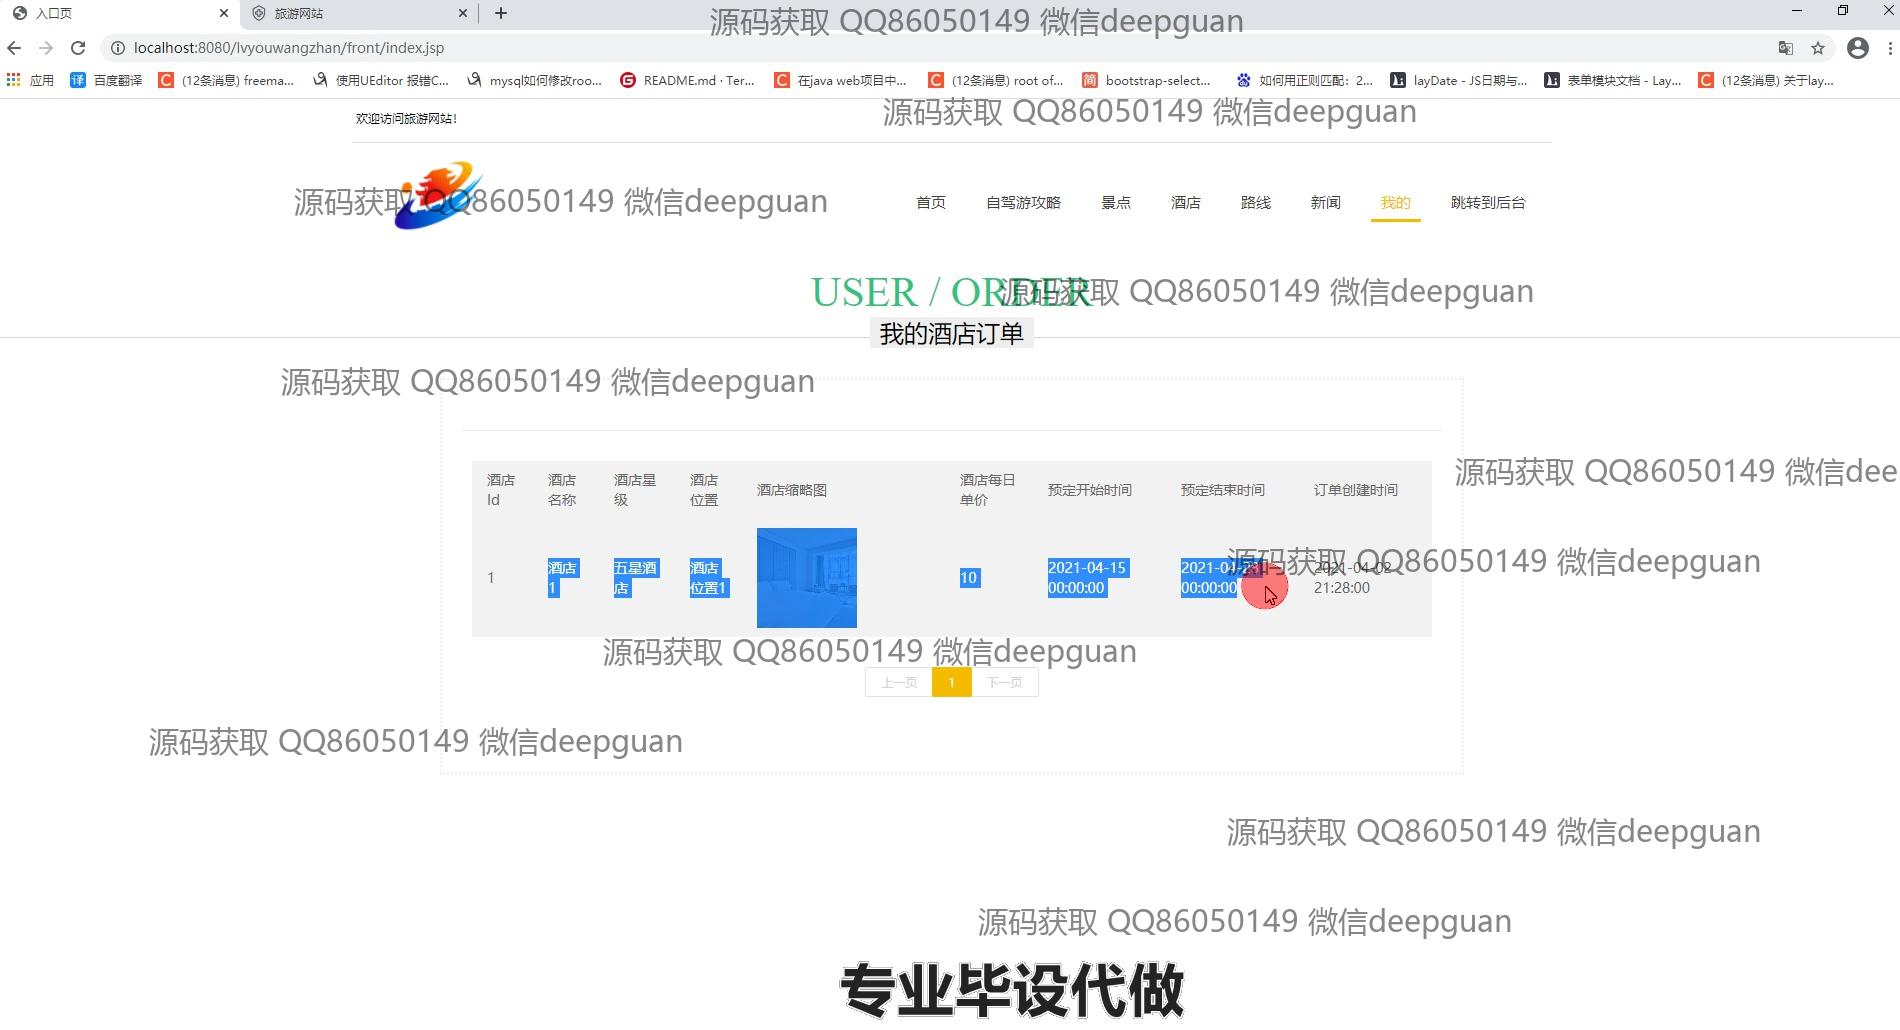 入口页
旅游网站
源码获取 QQ86050149 微信deepguan
localhost:8080/lvyouwangzhan/front/index.jsp
应用
百度翻译
(12条消息) freema...
使用UEditor 报错C...
mysql如何修改roo...
README.md · Ter...
在java web项目中...
(12条消息) root of...
bootstrap-select...
如何用正则匹配：2...
layDate - JS日期与...
表单模块文档 - Lay...
(12条消息) 关于lay...
源码获取 QQ86050149 微信deepguan
欢迎访问旅游网站！
源码获取 QQ86050149 微信deepguan
首页
自驾游攻略
景点
酒店
路线
新闻
我的
跳转到后台
USER / ORDER
源码获取 QQ86050149 微信deepguan
我的酒店订单
源码获取 QQ86050149 微信deepguan
源码获取 QQ86050149 微信dee
酒店
Id
酒店
名称
酒店星
级
酒店
位置
酒店缩略图
酒店每日
单价
预定开始时间
预定结束时间
订单创建时间
源码获取 QQ86050149 微信deepguan
1
酒店
1
五星酒
店
酒店
位置1
10
2021-04-15
00:00:00
2021-04-23
00:00:00
2021-04-02
21:28:00
源码获取 QQ86050149 微信deepguan
上一页
1
下一页
源码获取 QQ86050149 微信deepguan
源码获取 QQ86050149 微信deepguan
源码获取 QQ86050149 微信deepguan
专业毕设代做